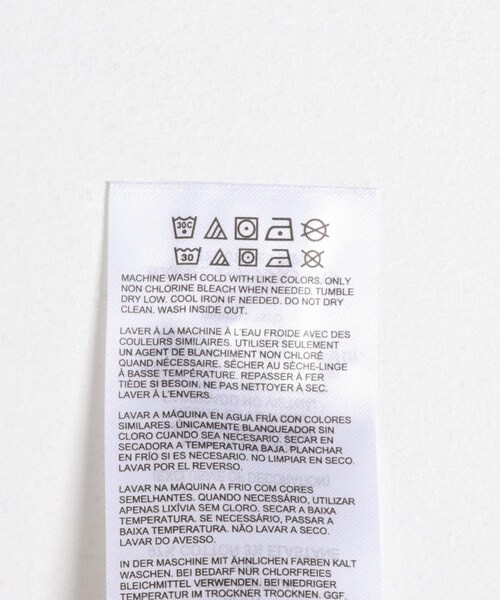 30C
30
MACHINE WASH COLD WITH LIKE COLORS. ONLY
NON CHLORINE BLEACH WHEN NEEDED. TUMBLE
DRY LOW. COOL IRON IF NEEDED. DO NOT DRY
CLEAN. WASH INSIDE OUT.
LAVER À LA MACHINE À L'EAU FROIDE AVEC DES
COULEURS SIMILAIRES. UTILISER SEULEMENT
UN AGENT DE BLANCHIMENT NON CHLORÉ
QUAND NÉCESSAIRE. SÉCHER AU SÈCHE-LINGE
À BASSE TEMPÉRATURE. REPASSER À FER
TIÈDE SI BESOIN. NE PAS NETTOYER À SEC.
LAVER À L'ENVERS.
LAVAR A MÁQUINA EN AGUA FRÍA CON COLORES
SIMILARES. ÚNICAMENTE BLANQUEADOR SIN
CLORO CUANDO SEA NECESARIO. SECAR EN
SECADORA A TEMPERATURA BAJA. PLANCHAR
EN FRÍO SI ES NECESARIO. NO LIMPIAR EN SECO.
LAVAR POR EL REVERSO.
LAVAR NA MÁQUINA A FRIO COM CORES
SEMELHANTES. QUANDO NECESSÁRIO, UTILIZAR
APENAS LIXÍVIA SEM CLORO. SECAR A BAIXA
TEMPERATURA. SE NECESSÁRIO, PASSAR A
BAIXA TEMPERATURA. NÃO LAVAR A SECO.
LAVAR DO AVESSO.
IN DER MASCHINE MIT ÄHNLICHEN FARBEN KALT
WASCHEN. BEI BEDARF NUR CHLORFREIES
BLEICHMITTEL VERWENDEN. BEI NIEDRIGER
TEMPERATUR IM TROCKNER TROCKNEN. GGF.